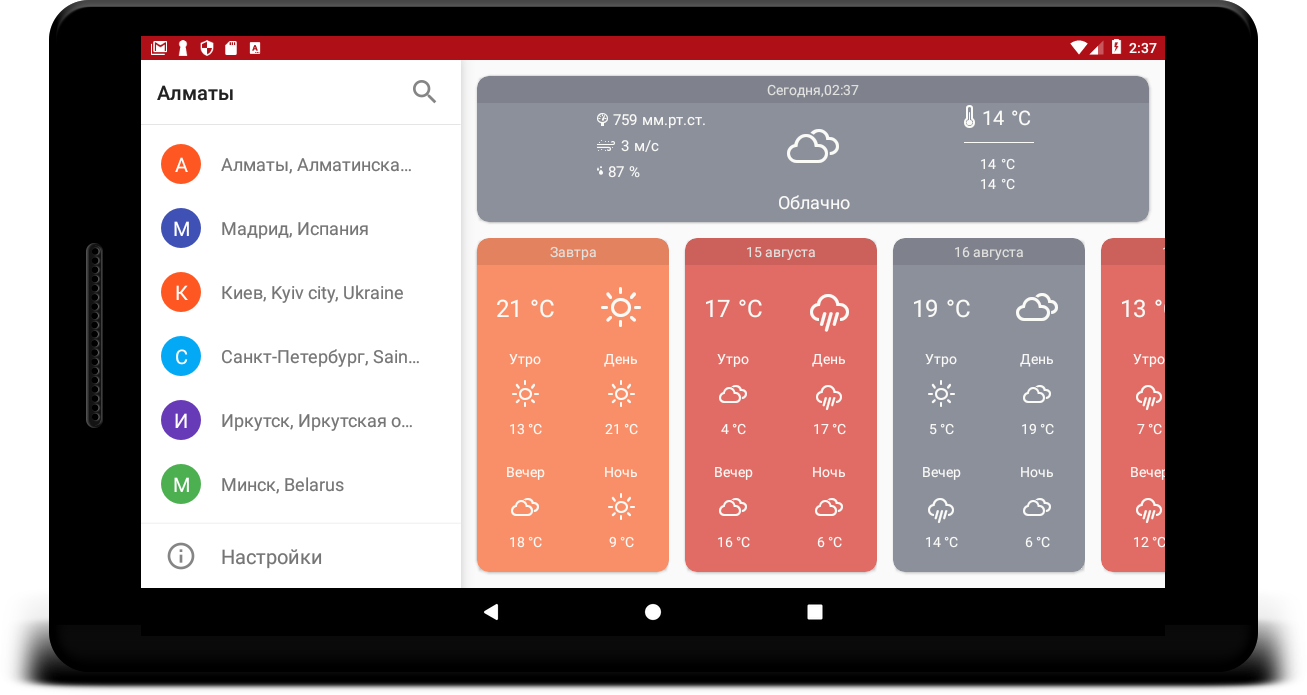 2:37
Алматы
А Алматы, Алматинска...
М Мадрид, Испания
К Киев, Kyiv city, Ukraine
С Санкт-Петербург, Sain...
И Иркутск, Иркутская о...
М Минск, Belarus
Настройки
Сегодня,02:37
759 мм.рт.ст.
3 м/с
87 %
Облачно
14 °C
14 °C
14 °C
Завтра
21 °C
Утро День
13 °C 21 °C
Вечер Ночь
18 °C 9 °C
15 августа
17 °C
Утро День
4 °C 17 °C
Вечер Ночь
16 °C 6 °C
16 августа
19 °C
Утро День
5 °C 19 °C
Вечер Ночь
14 °C 6 °C
13 °
Утро
7 °C
Вечер
12 °C